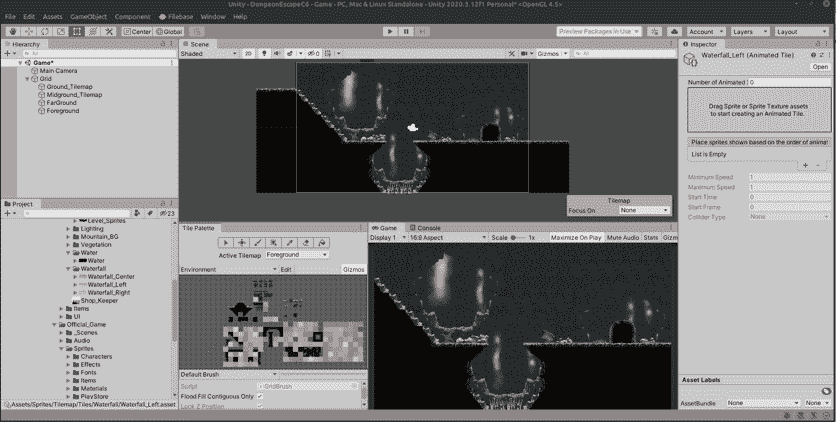 Unity - DongeonEscapeC6 - Game - PC, Mac & Linux Standalone - Unity 2020.3.12f1 Personal* <OpenGL 4.5>
File Edit Assets GameObject Component Filebase Window Help
Center Global Preview Packages in Use Account Layers Layout
Hierarchy
All
Game*
Main Camera
Grid
Ground_Tilemap
Midground_Tilemap
FarGround
Foreground
Scene
Shaded 2D 0 Gizmos All
Tilemap
Focus On None
Inspector
Waterfall_Left (Animated Tile)
Open
Number of Animated 0
Drag Sprite or Sprite Texture assets
to start creating an Animated Tile.
Place sprites shown based on the order of animat
List is Empty
Minimum Speed 1
Maximum Speed 1
Start Time 0
Start Frame 0
Collider Type None
Project
23
Level_Sprites
Lighting
Mountain_BG
Vegetation
Water
Water
Waterfall
Waterfall_Center
Waterfall_Left
Waterfall_Right
Shop_Keeper
Items
UI
Official_Game
_Scenes
Audio
Sprites
Characters
Effects
Fonts
Items
Materials
PlayStore
Assets/Sprites/Tilemap/Tiles/Waterfall/Waterfall_Left.asset
Tile Palette
Active Tilemap Foreground
Environment Edit Gizmos
Default Brush
Script GridBrush
Flood Fill Contiguous Only
Lock Z Position
Game Console
Display 1 16:9 Aspect Scale 1x Maximize On Play Mute Audio Stats Gizm
Asset Labels
AssetBundle None None